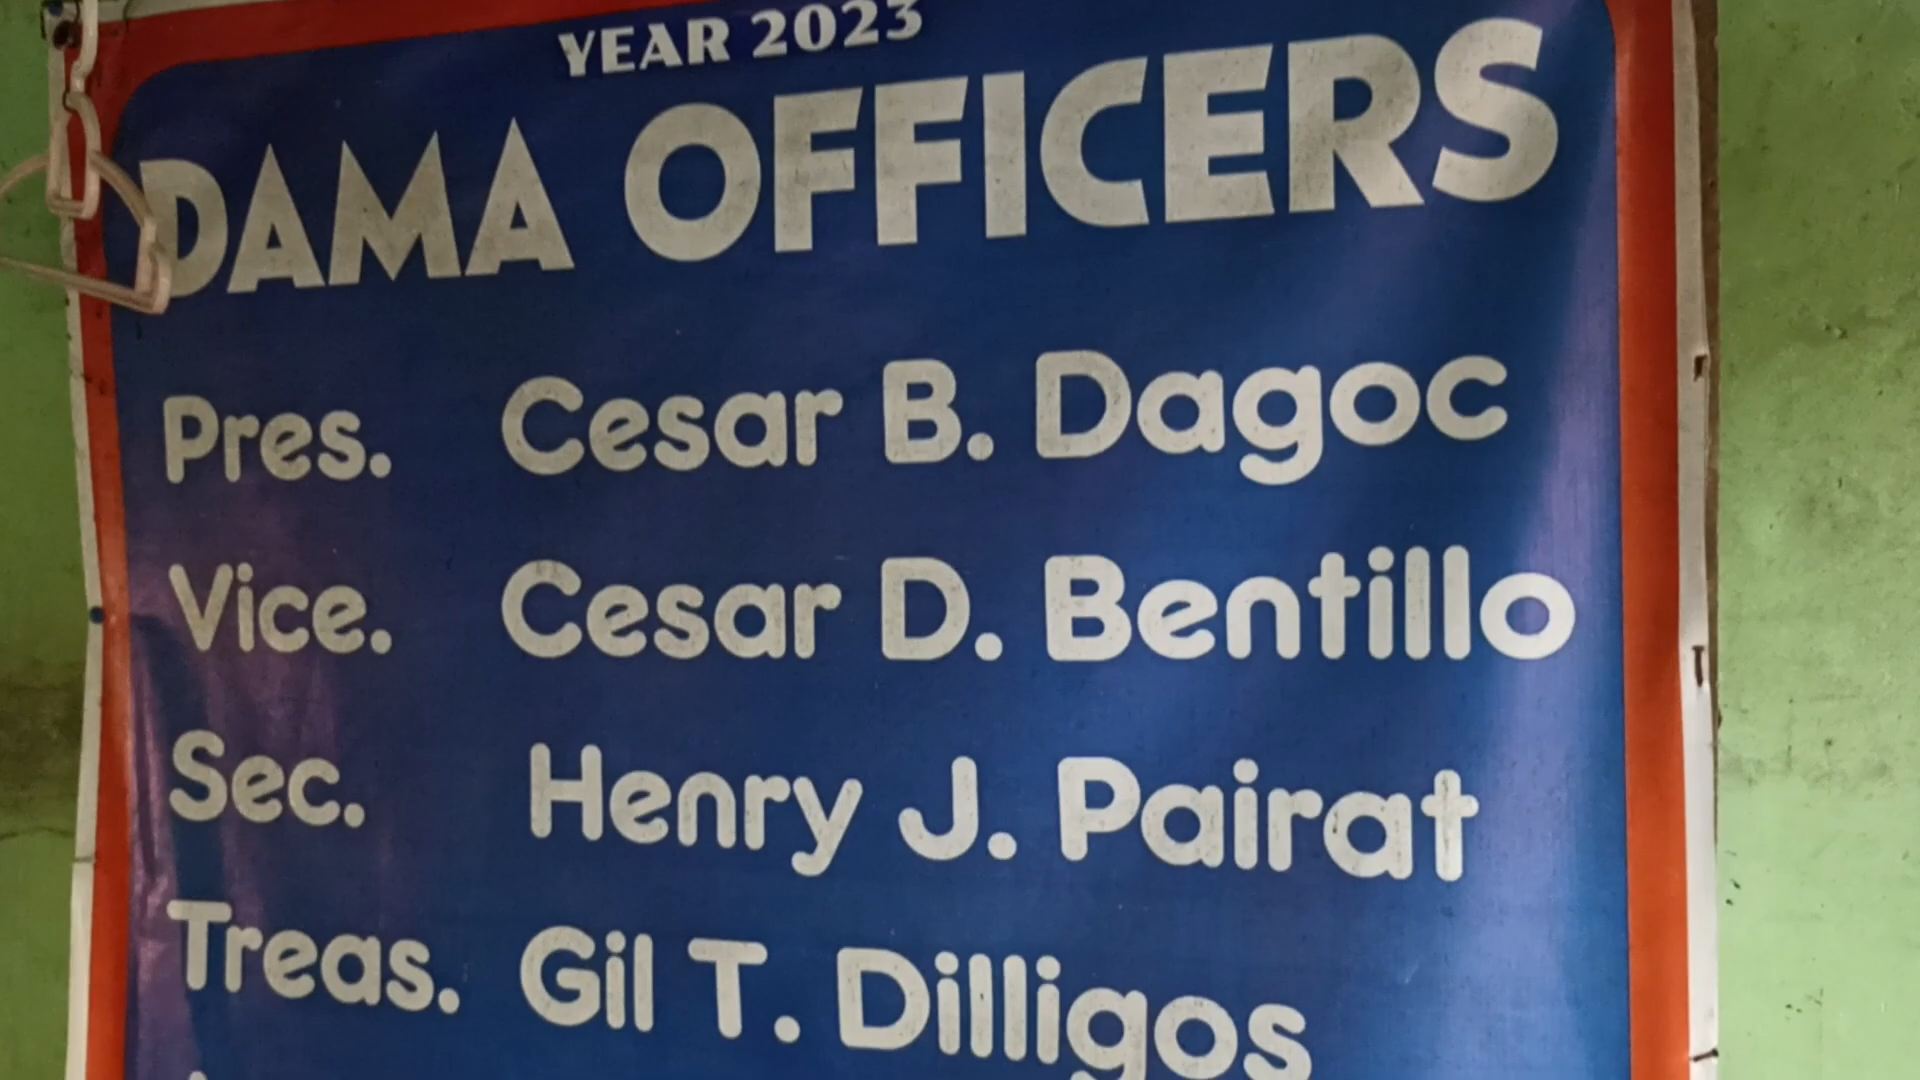 YEAR 2023
DAMA OFFICERS
Pres. Cesar B. Dagoc
Vice. Cesar D. Bentillo
Sec. Henry J. Pairat
Treas. Gil T. Dilligos